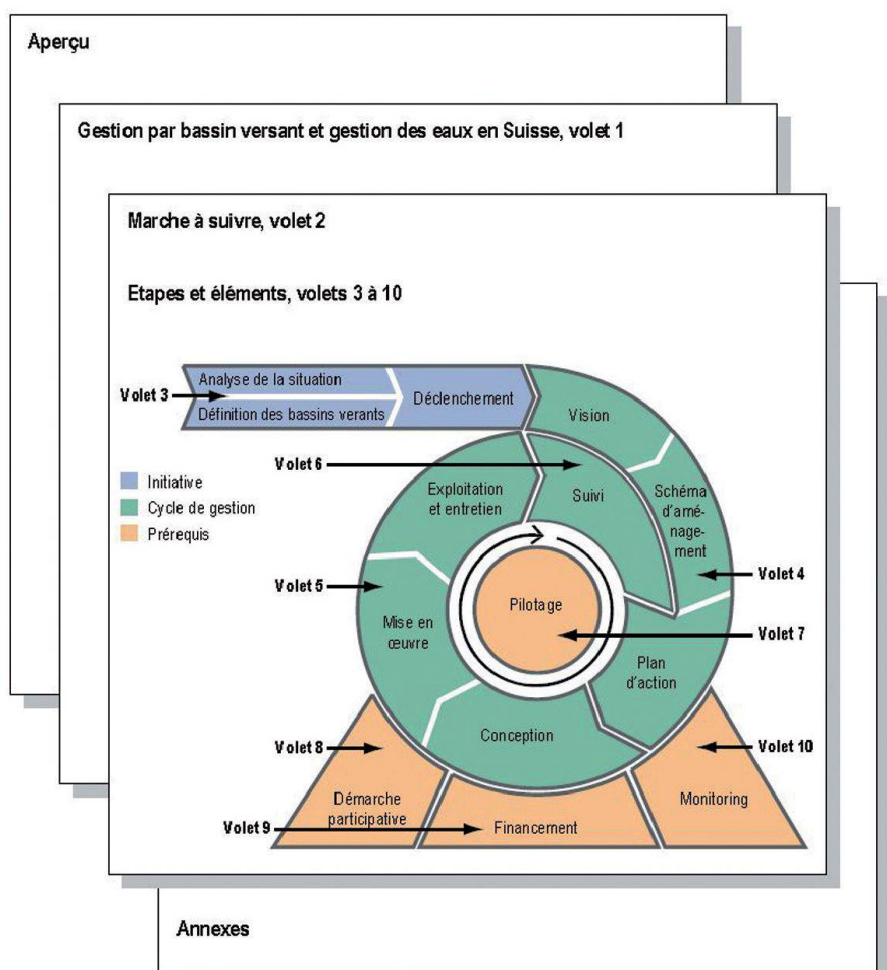 Aperçu
Gestion par bassin versant et gestion des eaux en Suisse, volet 1
Marche à suivre, volet 2
Etapes et éléments, volets 3 à 10
Volet 3
Analyse de la situation
Définition des bassins verants
Déclenchement
Vision
Volet 6
Initiative
Cycle de gestion
Prérequis
Exploitation
et entretien
Suivi
Schéma
d'amé-
nage-
ment
Volet 4
Volet 5
Pilotage
Volet 7
Mise en
œuvre
Plan
d'action
Conception
Volet 8
Volet 10
Démarche
participative
Volet 9
Financement
Monitoring
Annexes